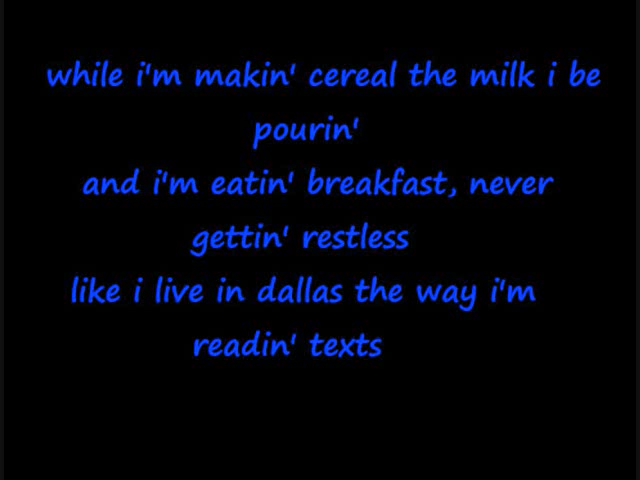 while i'm makin' cereal the milk i be
pourin'
and i'm eatin' breakfast, never
gettin' restless
like i live in dallas the way i'm
readin' texts